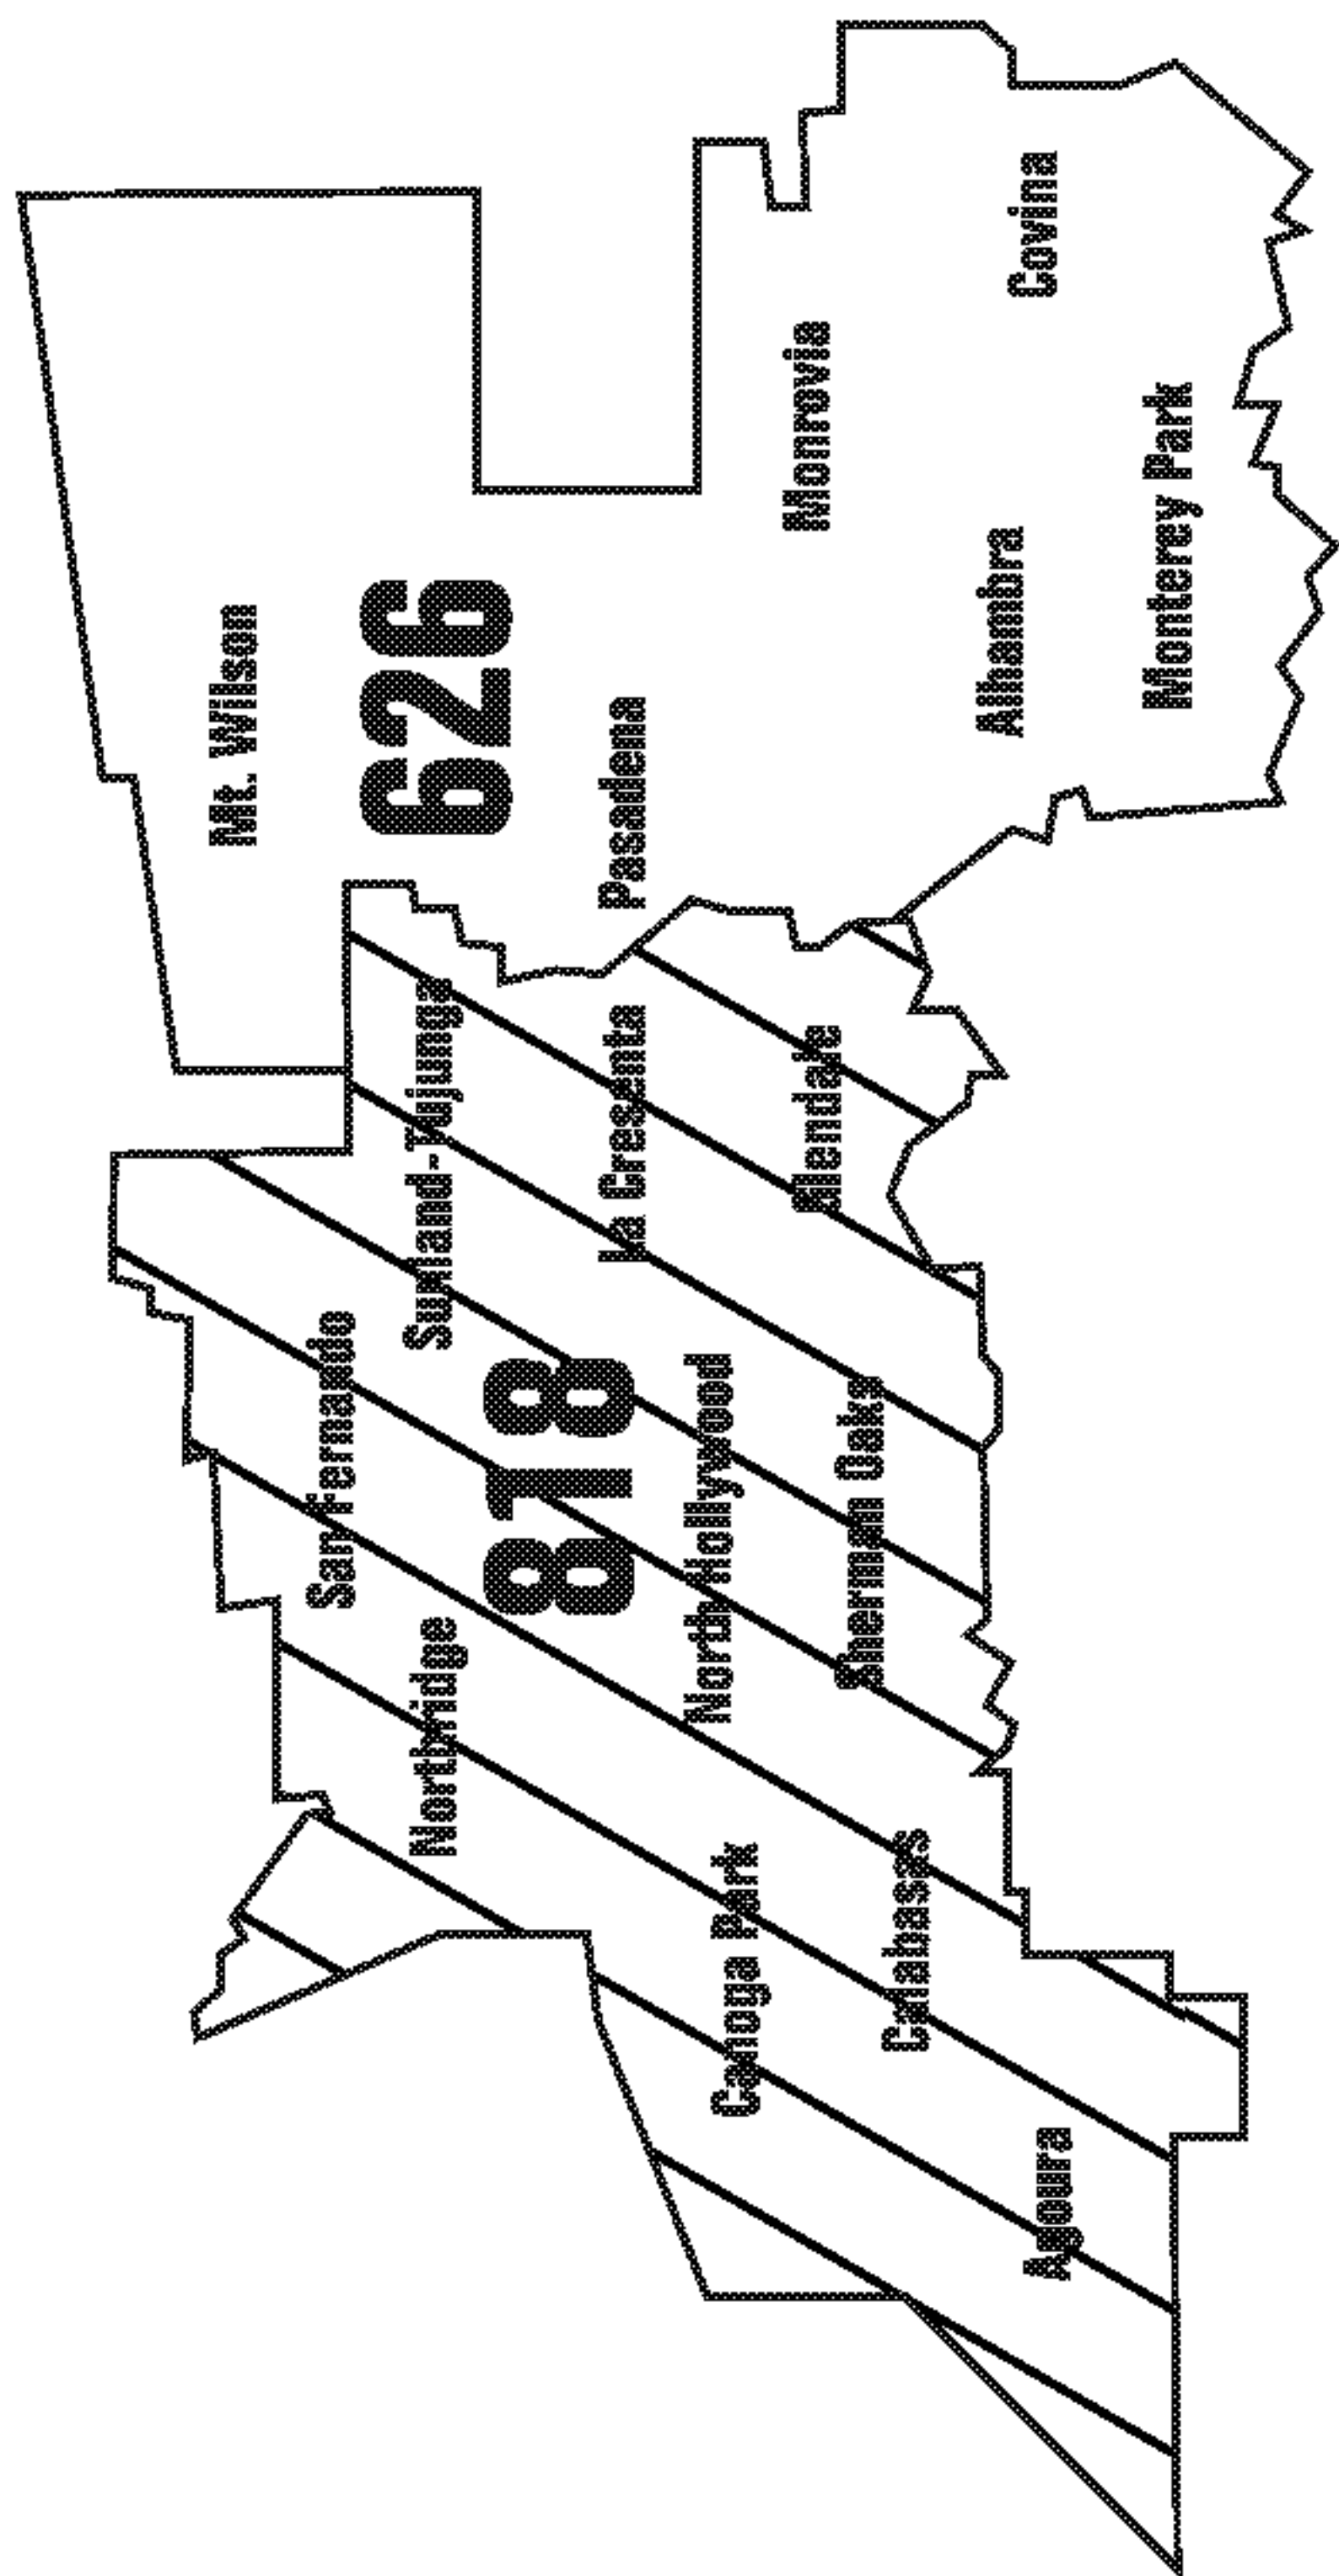 Mt. Wilson
626
San Fernando
Sunland-Tujunga
Northridge
818
La Crescenta
Pasadena
North Hollywood
Canoga Park
Monrovia
Glendale
Sherman Oaks
Calabasas
Alhambra
Covina
Agoura
Monterey Park